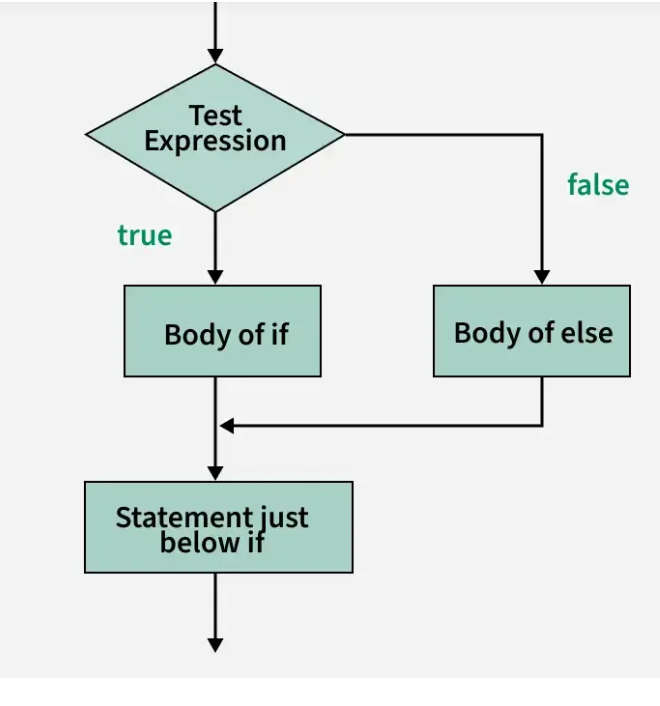 Test
Expression
false
true
Body of if
Body of else
Statement just
below if